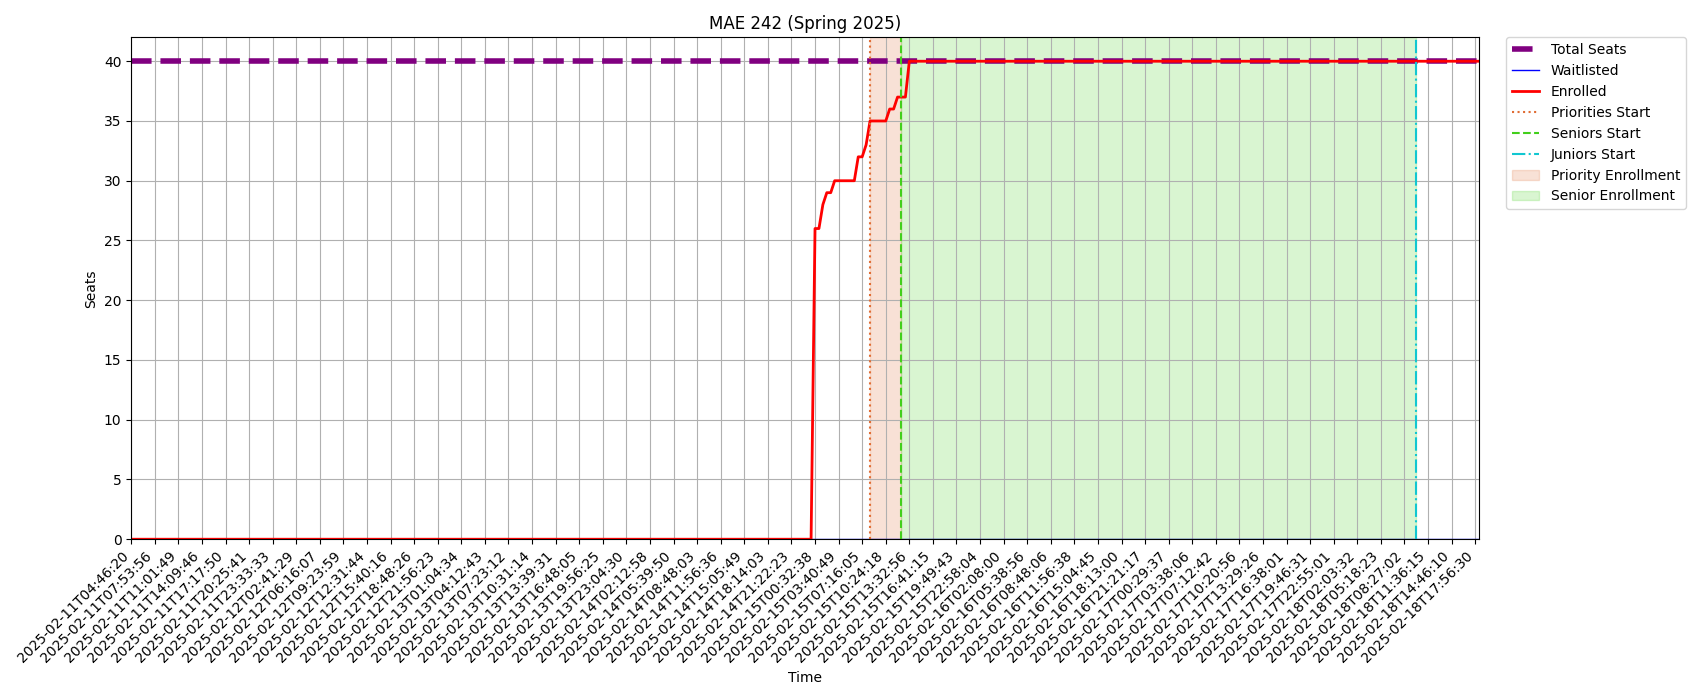 MAE 242 (Spring 2025)
Total Seats
Waitlisted
Enrolled
Priorities Start
Seniors Start
Juniors Start
Priority Enrollment
Senior Enrollment
Seats
40
35
30
25
20
15
10
5
0
2025-02-11T04:46:20
2025-02-11T07:53:56
2025-02-11T11:01:49
2025-02-11T14:09:46
2025-02-11T17:17:50
2025-02-11T20:25:41
2025-02-11T23:33:33
2025-02-12T02:41:29
2025-02-12T06:16:07
2025-02-12T09:23:59
2025-02-12T12:31:44
2025-02-12T15:40:16
2025-02-12T18:48:26
2025-02-12T21:56:23
2025-02-13T01:04:34
2025-02-13T04:12:43
2025-02-13T07:23:12
2025-02-13T10:31:14
2025-02-13T13:39:31
2025-02-13T16:48:05
2025-02-13T19:56:25
2025-02-13T23:04:30
2025-02-14T02:12:58
2025-02-14T05:39:50
2025-02-14T08:48:03
2025-02-14T11:56:36
2025-02-14T15:05:49
2025-02-14T18:14:03
2025-02-14T21:22:23
2025-02-15T00:32:38
2025-02-15T03:40:49
2025-02-15T07:16:05
2025-02-15T10:24:18
2025-02-15T13:32:56
2025-02-15T16:41:15
2025-02-15T19:49:43
2025-02-15T22:58:04
2025-02-16T02:08:00
2025-02-16T05:38:56
2025-02-16T08:48:06
2025-02-16T11:56:38
2025-02-16T15:04:45
2025-02-16T18:13:00
2025-02-16T21:21:17
2025-02-17T00:29:37
2025-02-17T03:38:06
2025-02-17T07:12:42
2025-02-17T10:20:56
2025-02-17T13:29:26
2025-02-17T16:38:01
2025-02-17T19:46:31
2025-02-17T22:55:01
2025-02-18T02:03:32
2025-02-18T05:18:23
2025-02-18T08:27:02
2025-02-18T11:36:15
2025-02-18T14:46:10
2025-02-18T17:56:30
Time